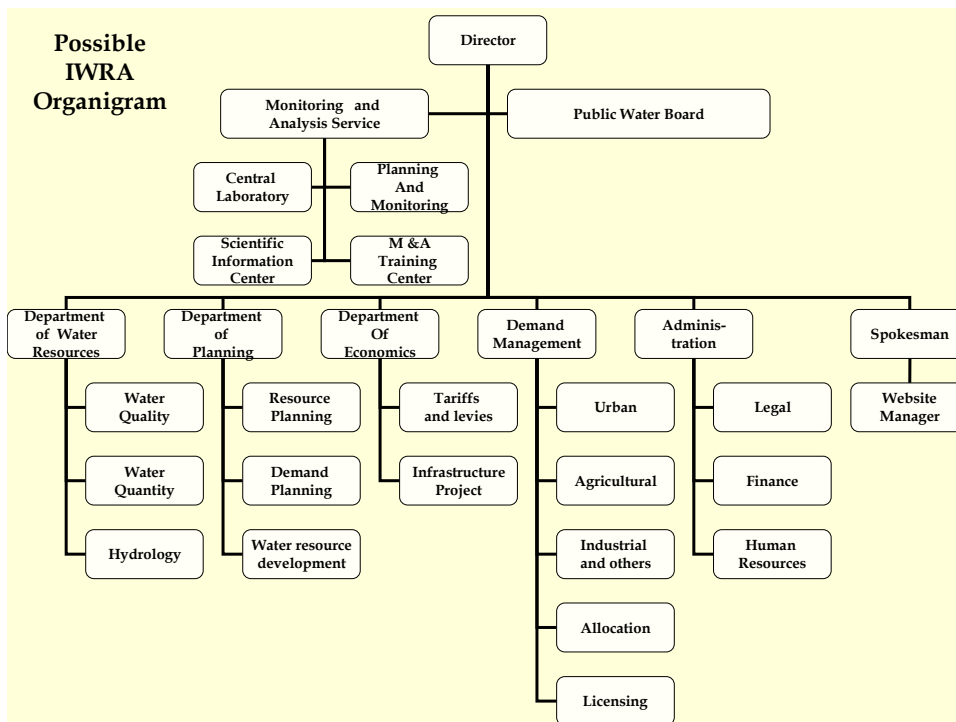 Possible
IWRA
Organigram
Director
Monitoring and
Analysis Service
Public Water Board
Central
Laboratory
Planning
And
Monitoring
Scientific
Information
Center
M &A
Training
Center
Department
of Water
Resources
Department
of
Planning
Department
Of
Economics
Demand
Management
Adminis-
tration
Spokesman
Water
Quality
Resource
Planning
Tariffs
and levies
Urban
Legal
Website
Manager
Water
Quantity
Demand
Planning
Infrastructure
Project
Agricultural
Finance
Hydrology
Water resource
development
Industrial
and others
Human
Resources
Allocation
Licensing